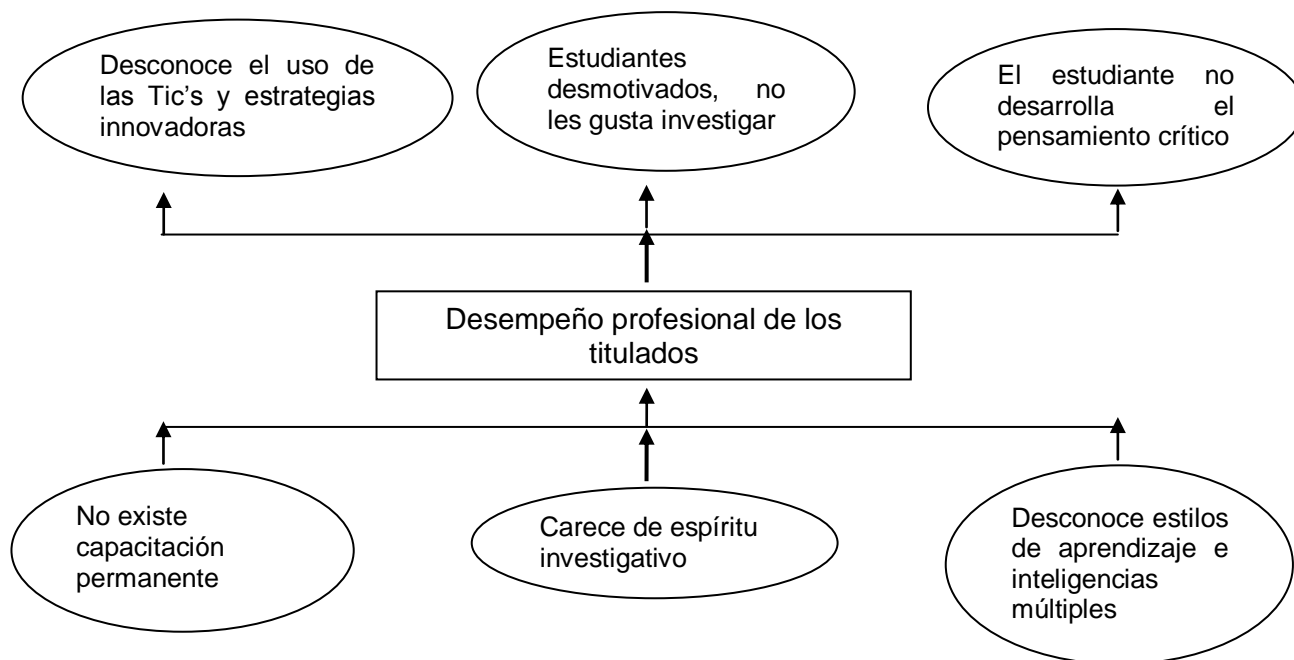 Desconoce el uso de
las Tic's y estrategias
innovadoras
Estudiantes
desmotivados, no
les gusta investigar
El estudiante no
desarrolla el
pensamiento crítico
Desempeño profesional de los
titulados
No existe
capacitación
permanente
Carece de espíritu
investigativo
Desconoce estilos
de aprendizaje e
inteligencias
múltiples